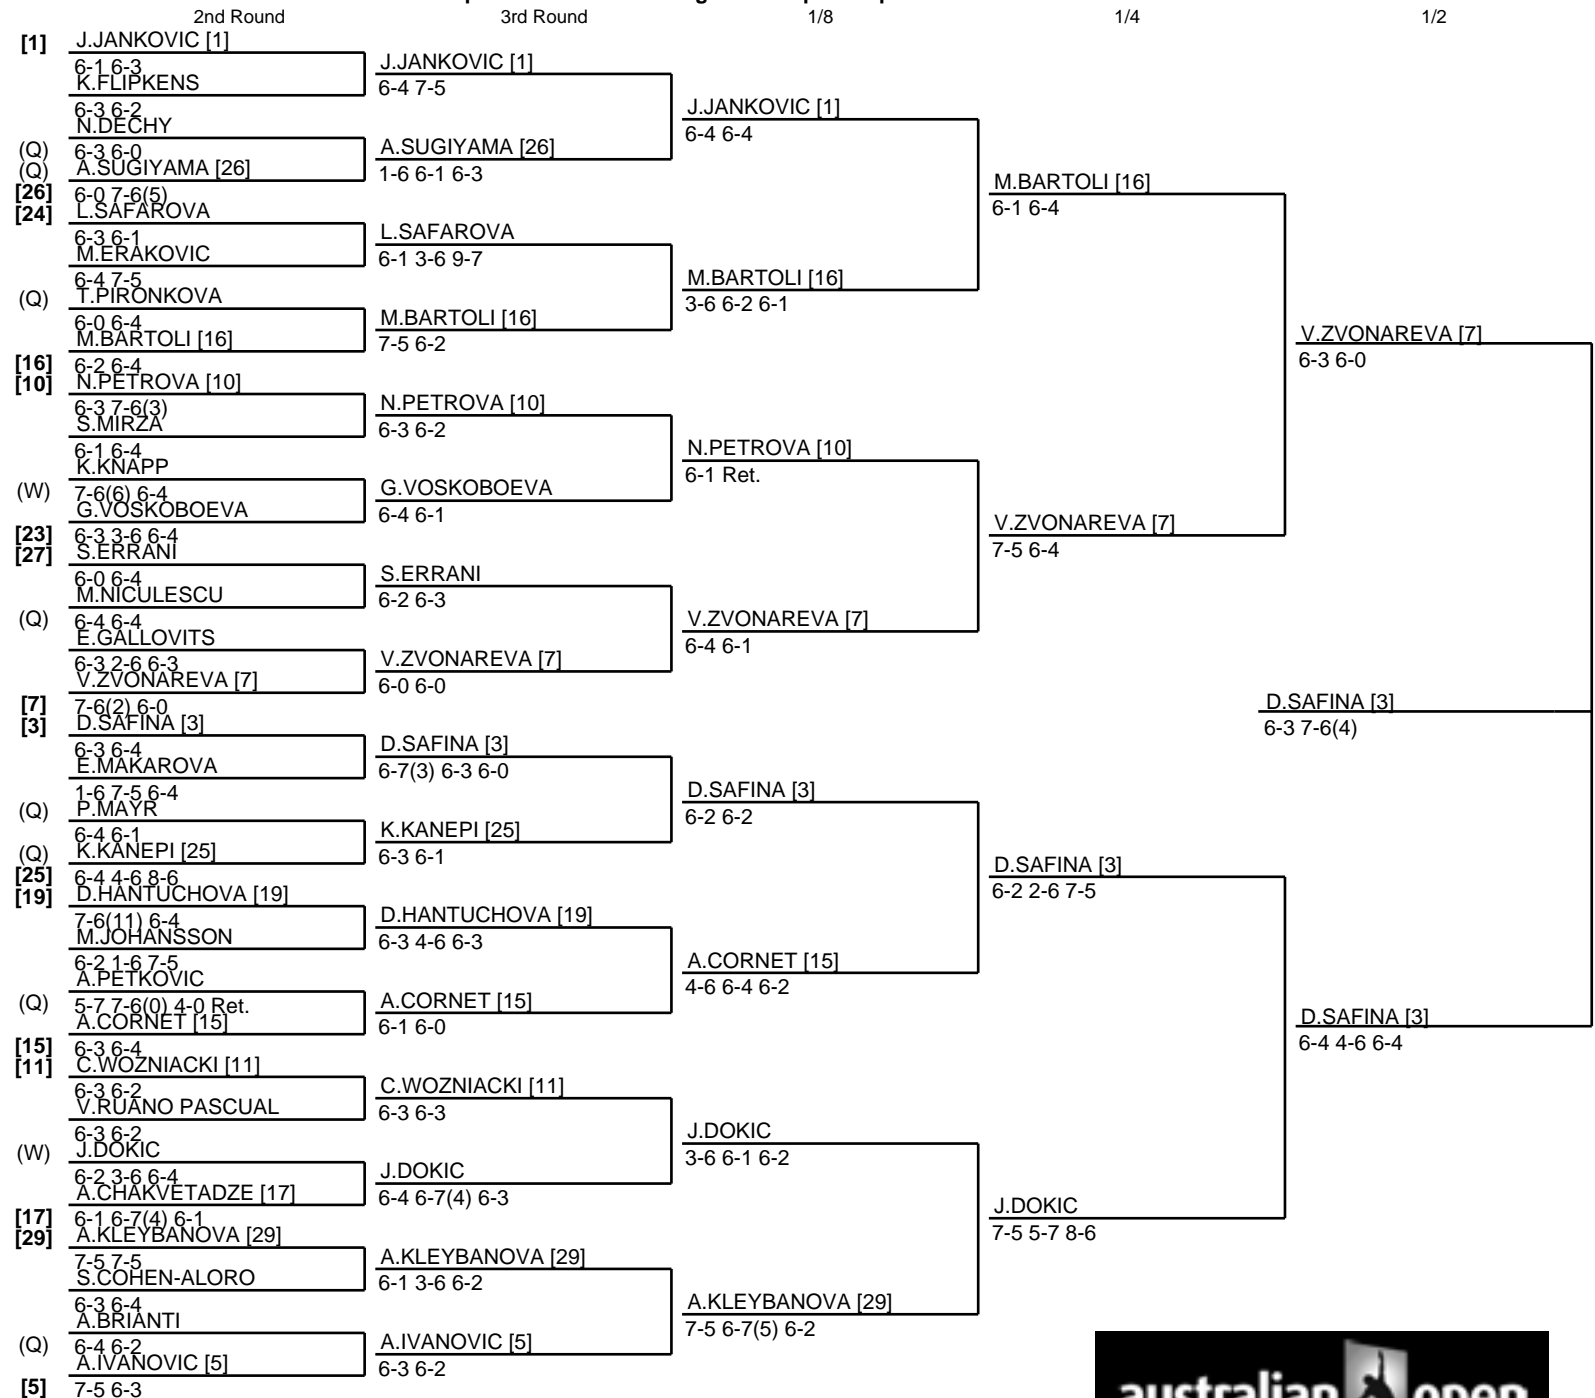 2nd Round 3rd Round 1/8 1/4 1/2
[1] J.JANKOVIC [1]
6-1 6-3
K.FLIPKENS
6-3 6-2
N.DECHY
(Q) 6-3 6-0
(Q) A.SUGIYAMA [26]
[26] 6-0 7-6(5)
[24] L.SAFAROVA
6-3 6-1
M.ERAKOVIC
6-4 7-5
(Q) T.PIRONKOVA
6-0 6-4
M.BARTOLI [16]
[16] 6-2 6-4
[10] N.PETROVA [10]
6-3 7-6(3)
S.MIRZA
6-1 6-4
K.KNAPP
(W) 7-6(6) 6-4
G.VOSKOBOEVA
[23] 6-3 3-6 6-4
[27] S.ERRANI
6-0 6-4
M.NICULESCU
(Q) 6-4 6-4
E.GALLOVITS
6-3 2-6 6-3
V.ZVONAREVA [7]
[7] 7-6(2) 6-0
[3] D.SAFINA [3]
6-3 6-4
E.MAKAROVA
1-6 7-5 6-4
(Q) P.MAYR
6-4 6-1
(Q) K.KANEPI [25]
[25] 6-4 4-6 8-6
[19] D.HANTUCHOVA [19]
7-6(11) 6-4
M.JOHANSSON
6-2 1-6 7-5
A.PETKOVIC
(Q) 5-7 7-6(0) 4-0 Ret.
A.CORNET [15]
[15] 6-3 6-4
[11] C.WOZNIACKI [11]
6-3 6-2
V.RUANO PASCUAL
6-3 6-2
(W) J.DOKIC
6-2 3-6 6-4
A.CHAKVETADZE [17]
[17] 6-1 6-7(4) 6-1
[29] A.KLEYBANOVA [29]
7-5 7-5
S.COHEN-ALORO
6-3 6-4
A.BRIANTI
(Q) 6-4 6-2
A.IVANOVIC [5]
[5] 7-5 6-3
J.JANKOVIC [1]
6-4 7-5
A.SUGIYAMA [26]
1-6 6-1 6-3
L.SAFAROVA
6-1 3-6 9-7
M.BARTOLI [16]
7-5 6-2
N.PETROVA [10]
6-3 6-2
G.VOSKOBOEVA
6-4 6-1
S.ERRANI
6-2 6-3
V.ZVONAREVA [7]
6-0 6-0
D.SAFINA [3]
6-7(3) 6-3 6-0
K.KANEPI [25]
6-3 6-1
D.HANTUCHOVA [19]
6-3 4-6 6-3
A.CORNET [15]
6-1 6-0
C.WOZNIACKI [11]
6-3 6-3
J.DOKIC
6-4 6-7(4) 6-3
A.KLEYBANOVA [29]
6-1 3-6 6-2
A.IVANOVIC [5]
6-3 6-2
J.JANKOVIC [1]
6-4 6-4
M.BARTOLI [16]
3-6 6-2 6-1
N.PETROVA [10]
6-1 Ret.
V.ZVONAREVA [7]
6-4 6-1
D.SAFINA [3]
6-2 6-2
A.CORNET [15]
4-6 6-4 6-2
J.DOKIC
3-6 6-1 6-2
A.KLEYBANOVA [29]
7-5 6-7(5) 6-2
M.BARTOLI [16]
6-1 6-4
V.ZVONAREVA [7]
7-5 6-4
D.SAFINA [3]
6-2 2-6 7-5
J.DOKIC
7-5 5-7 8-6
V.ZVONAREVA [7]
6-3 6-0
D.SAFINA [3]
6-3 7-6(4)
D.SAFINA [3]
6-4 4-6 6-4
australian open